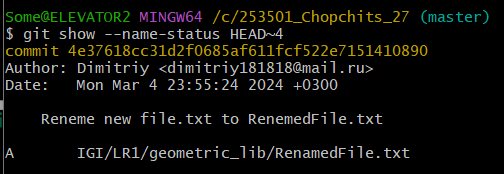 Some@ELEVATOR2 MINGW64 /c/253501_Chopchits_27 (master)
$ git show --name-status HEAD~4
commit 4e37618cc31d2f0685af611fcf522e7151410890
Author: Dimitriy <dimitriy181818@mail.ru>
Date:   Mon Mar 4 23:55:24 2024 +0300
    Reneme new file.txt to RenemedFile.txt
A       IGI/LR1/geometric_lib/RenamedFile.txt